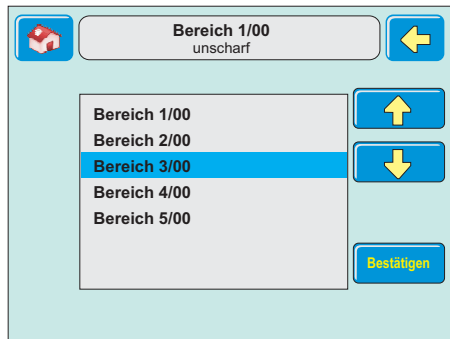 Bereich 1/00
unscharf
Bereich 1/00
Bereich 2/00
Bereich 3/00
Bereich 4/00
Bereich 5/00
Bestätigen